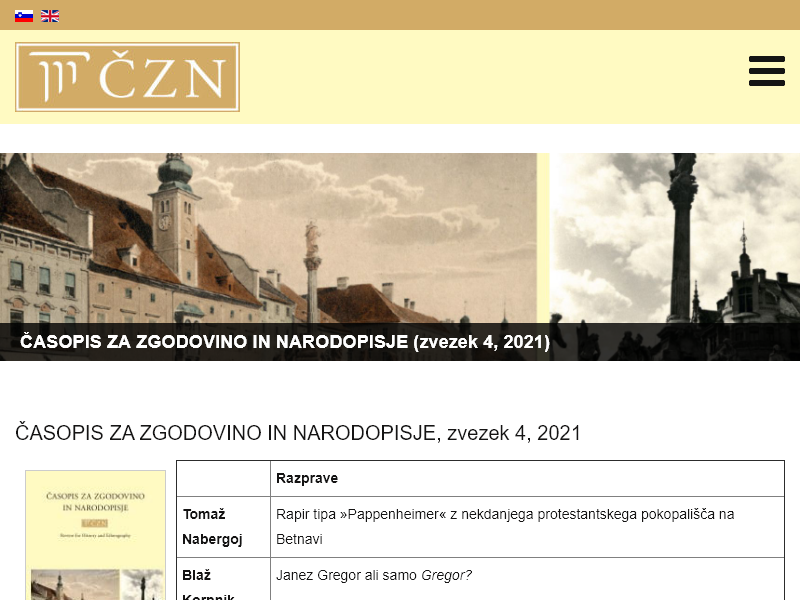 ČZN
ČASOPIS ZA ZGODOVINO IN NARODOPISJE (zvezek 4, 2021)
ČASOPIS ZA ZGODOVINO IN NARODOPISJE, zvezek 4, 2021
ČASOPIS ZA ZGODOVINO
IN NARODOPISJE
ČZN
Review for History and Ethnography
Razprave
Tomaž
Nabergoj
Rapir tipa »Pappenheimer« z nekdanjega protestantskega pokopališča na
Betnavi
Blaž
Kornnik
Janez Gregor ali samo Gregor?